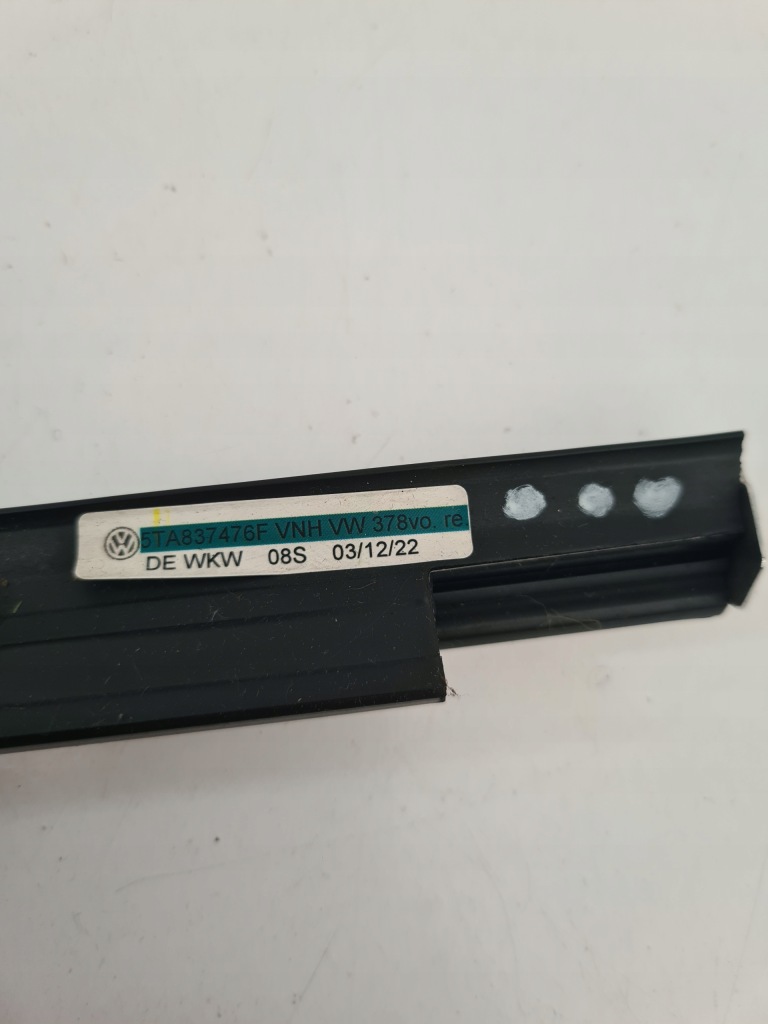 5TA837476F VNH VW 378vo. re.
DE WKW 08S 03/12/22